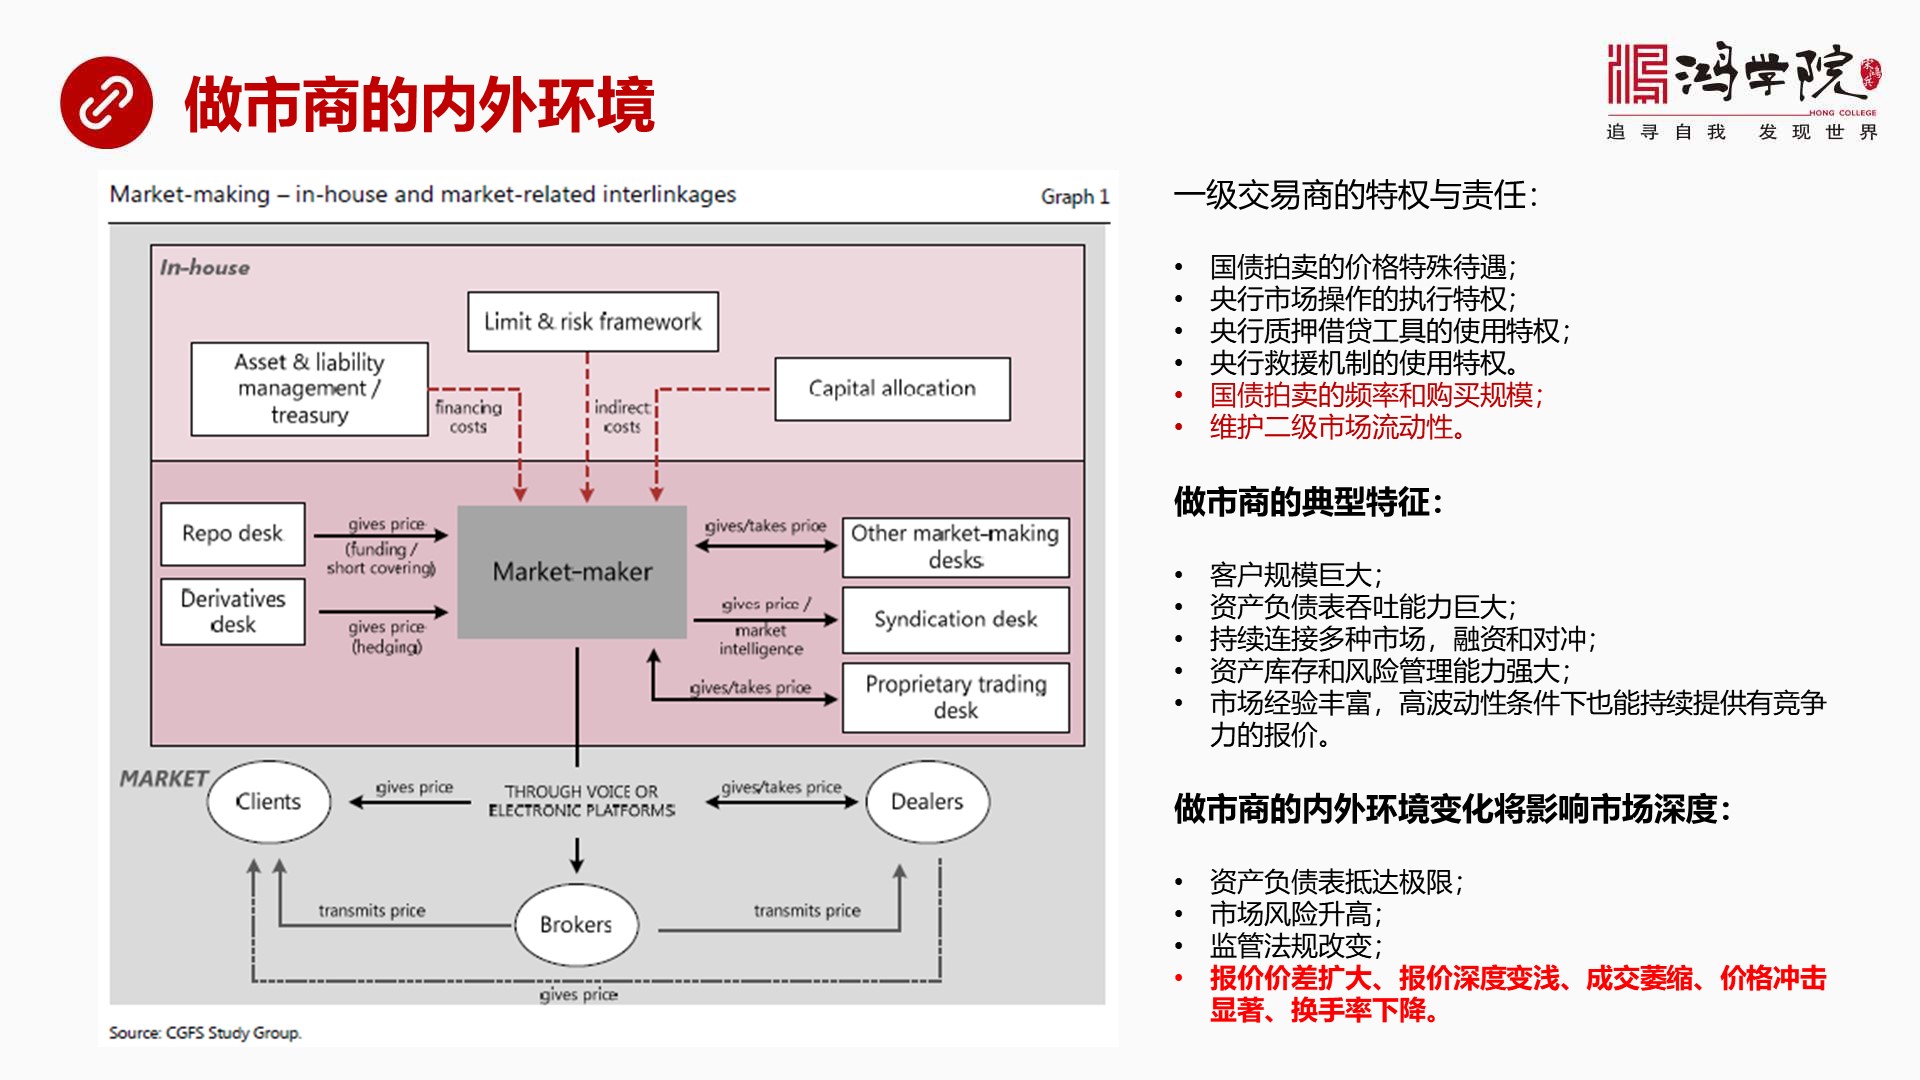 做市商的内外环境
鸿学院
HONG COLLEGE
追寻自我 发现世界
Market-making – in-house and market-related interlinkages
Graph 1
In-house
Limit & risk framework
Asset & liability
management /
treasury
Capital allocation
financing
costs
indirect
costs
Repo desk
gives price
(funding /
short covering)
Derivatives
desk
gives price
(hedging)
Market-maker
gives/takes price
Other market-making
desks
gives price /
market
intelligence
Syndication desk
gives/takes price
Proprietary trading
desk
MARKET
Clients
gives price
THROUGH VOICE OR
ELECTRONIC PLATFORMS
gives/takes price
Dealers
transmits price
Brokers
transmits price
gives price
Source: CGFS Study Group.
一级交易商的特权与责任：
• 国债拍卖的价格特殊待遇；
• 央行市场操作的执行特权；
• 央行质押借贷工具的使用特权；
• 央行救援机制的使用特权。
• 国债拍卖的频率和购买规模；
• 维护二级市场流动性。
做市商的典型特征：
• 客户规模巨大；
• 资产负债表吞吐能力巨大；
• 持续连接多种市场，融资和对冲；
• 资产库存和风险管理能力强大；
• 市场经验丰富，高波动性条件下也能持续提供有竞争
力的报价。
做市商的内外环境变化将影响市场深度：
• 资产负债表抵达极限；
• 市场风险升高；
• 监管法规改变；
• 报价价差扩大、报价深度变浅、成交萎缩、价格冲击
显著、换手率下降。